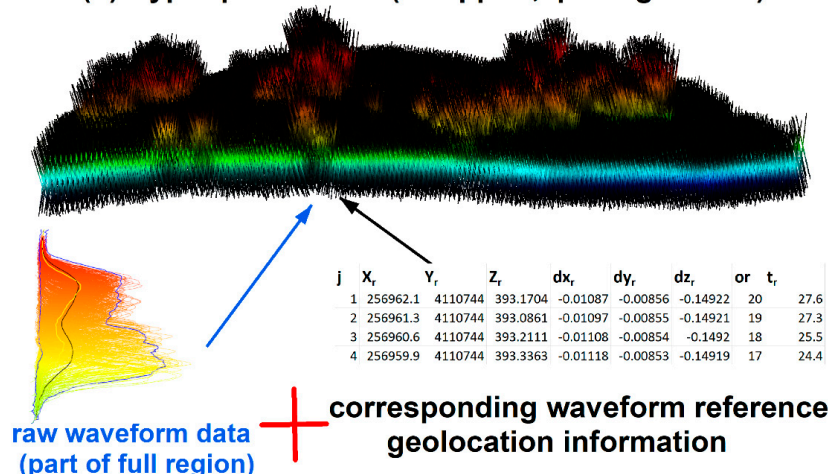 j X_r Y_r Z_r dx_r dy_r dz_r or t_r
1 256962.1 4110744 393.1704 -0.01087 -0.00856 -0.14922 20 27.6
2 256961.3 4110744 393.0861 -0.01097 -0.00855 -0.14921 19 27.3
3 256960.6 4110744 393.2111 -0.01108 -0.00854 -0.1492 18 25.5
4 256959.9 4110744 393.3363 -0.01118 -0.00853 -0.14919 17 24.4
raw waveform data
(part of full region)
+
corresponding waveform reference
geolocation information